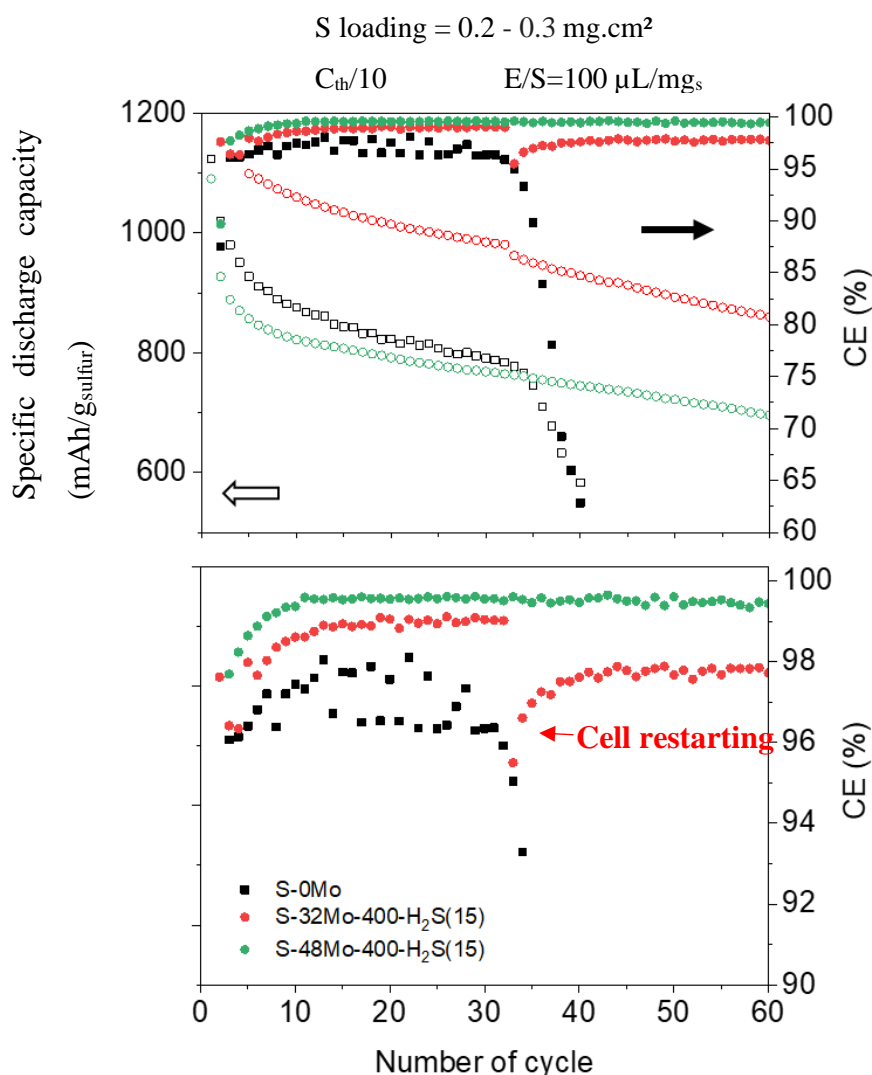 S loading = 0.2 - 0.3 mg.cm²
Cth/10 E/S=100 µL/mgs
Specific discharge capacity
(mAh/gsulfur)
1200
1000
800
600
100
95
90
85
80
75
70
65
60
CE (%)
100
98
96
94
92
90
CE (%)
Cell restarting
S-0Mo
S-32Mo-400-H2S(15)
S-48Mo-400-H2S(15)
0 10 20 30 40 50 60
Number of cycle